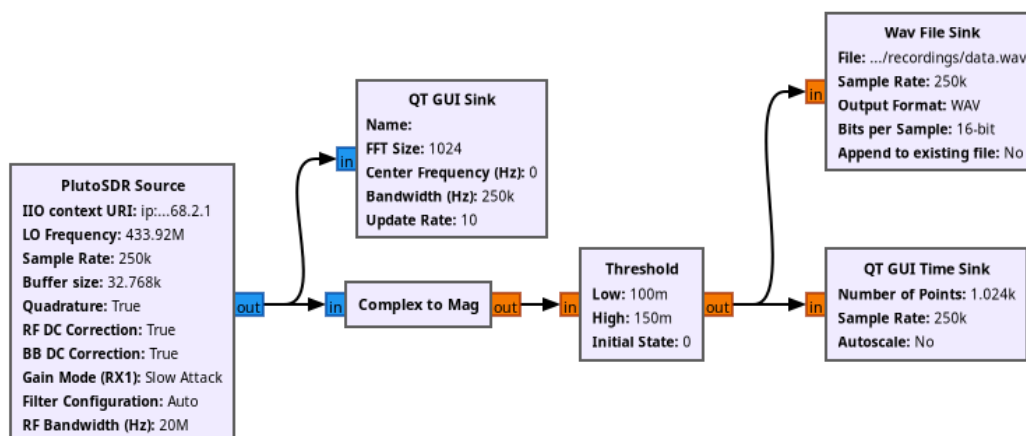 PlutoSDR Source
IIO context URI: ip:...68.2.1
LO Frequency: 433.92M
Sample Rate: 250k
Buffer size: 32.768k
Quadrature: True
RF DC Correction: True
BB DC Correction: True
Gain Mode (RX1): Slow Attack
Filter Configuration: Auto
RF Bandwidth (Hz): 20M
out
in
QT GUI Sink
Name:
FFT Size: 1024
Center Frequency (Hz): 0
Bandwidth (Hz): 250k
Update Rate: 10
in
Complex to Mag
out
in
Threshold
Low: 100m
High: 150m
Initial State: 0
out
in
Wav File Sink
File: .../recordings/data.wav
Sample Rate: 250k
Output Format: WAV
Bits per Sample: 16-bit
Append to existing file: No
in
QT GUI Time Sink
Number of Points: 1.024k
Sample Rate: 250k
Autoscale: No